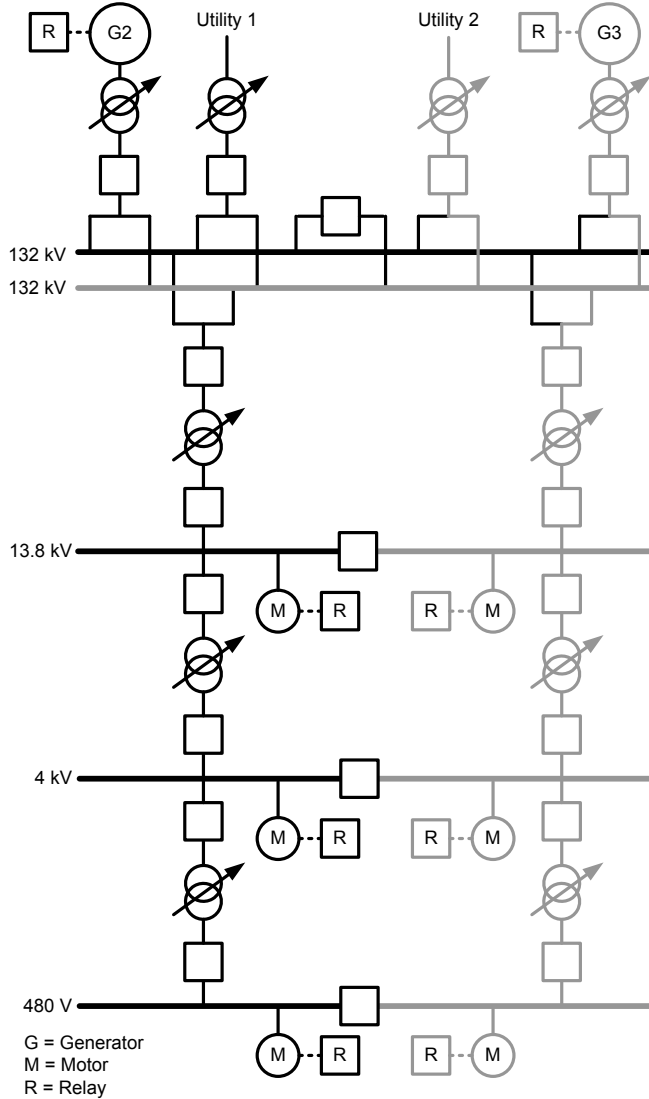 R
G2
Utility 1
Utility 2
R
G3
132 kV
132 kV
13.8 kV
M
R
R
M
4 kV
M
R
R
M
480 V
M
R
R
M
G = Generator
M = Motor
R = Relay